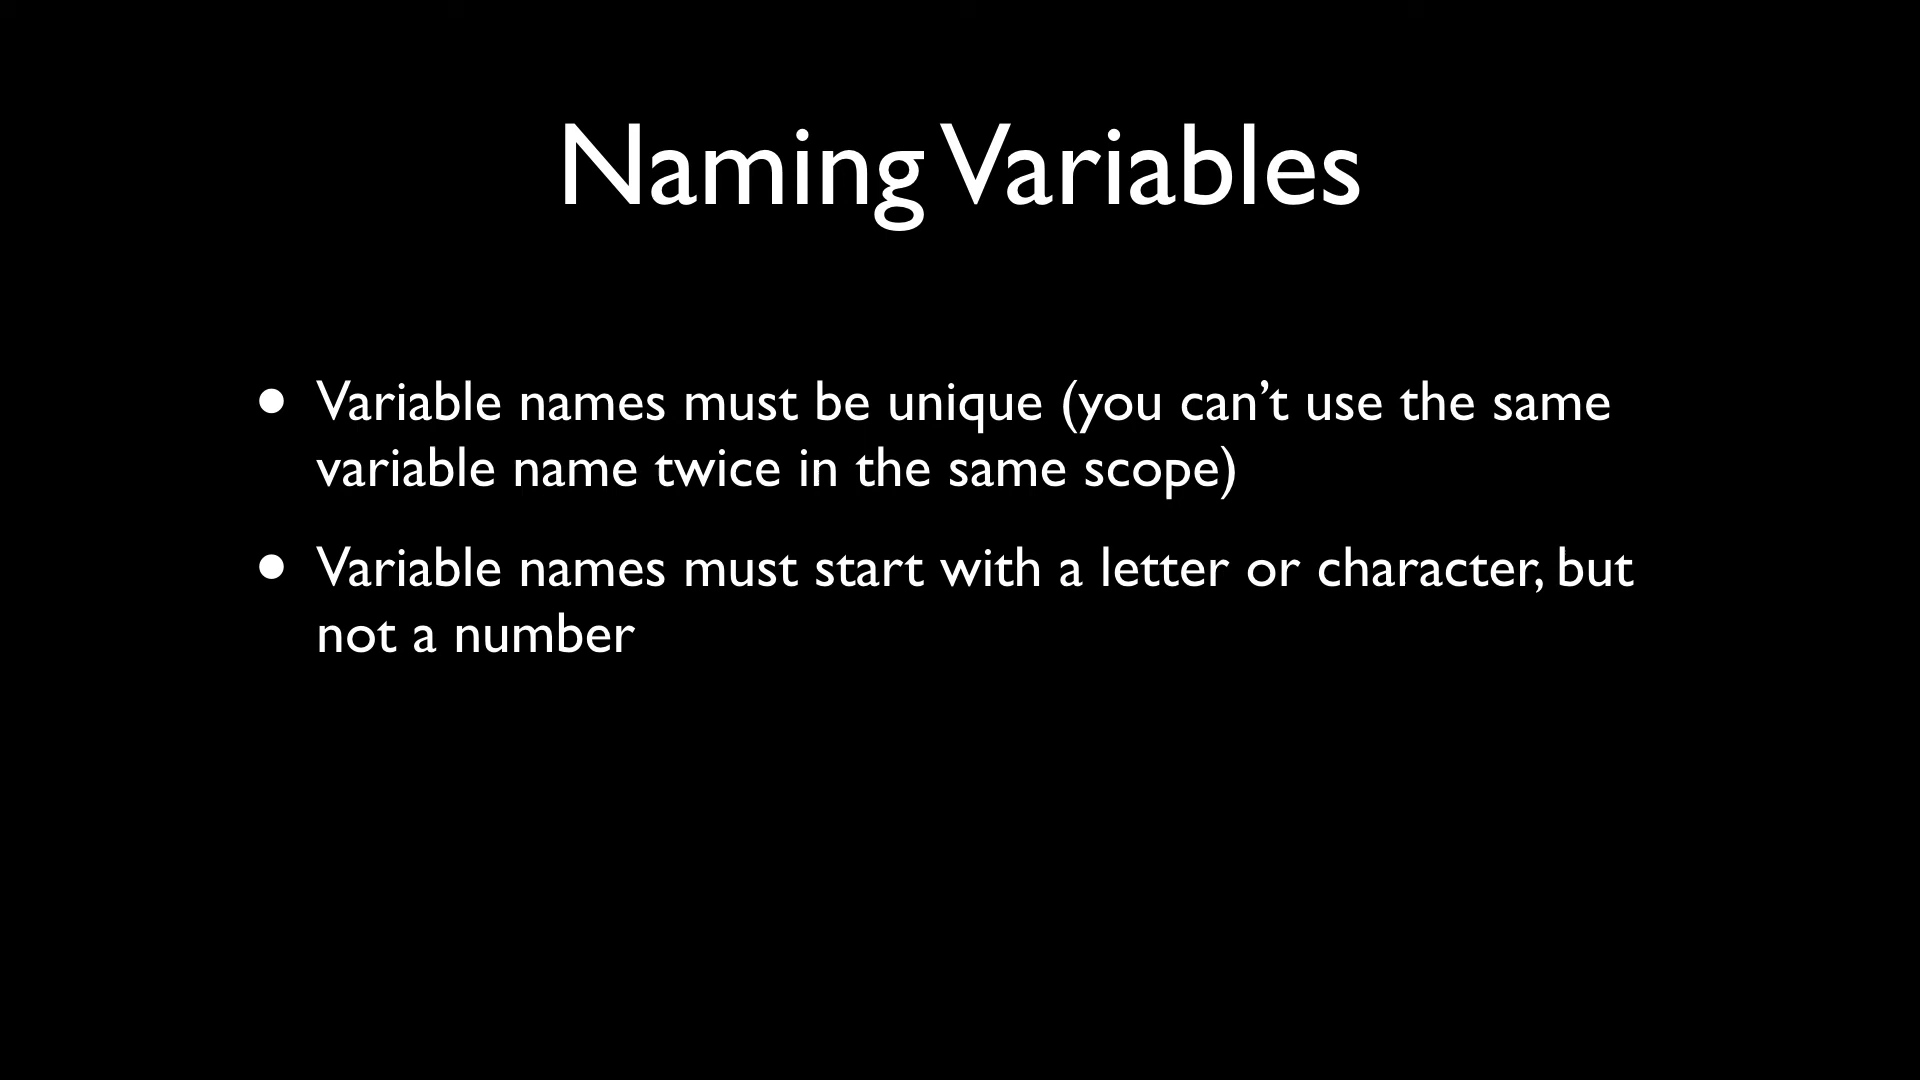 Naming Variables
• Variable names must be unique (you can’t use the same
variable name twice in the same scope)
• Variable names must start with a letter or character, but
not a number